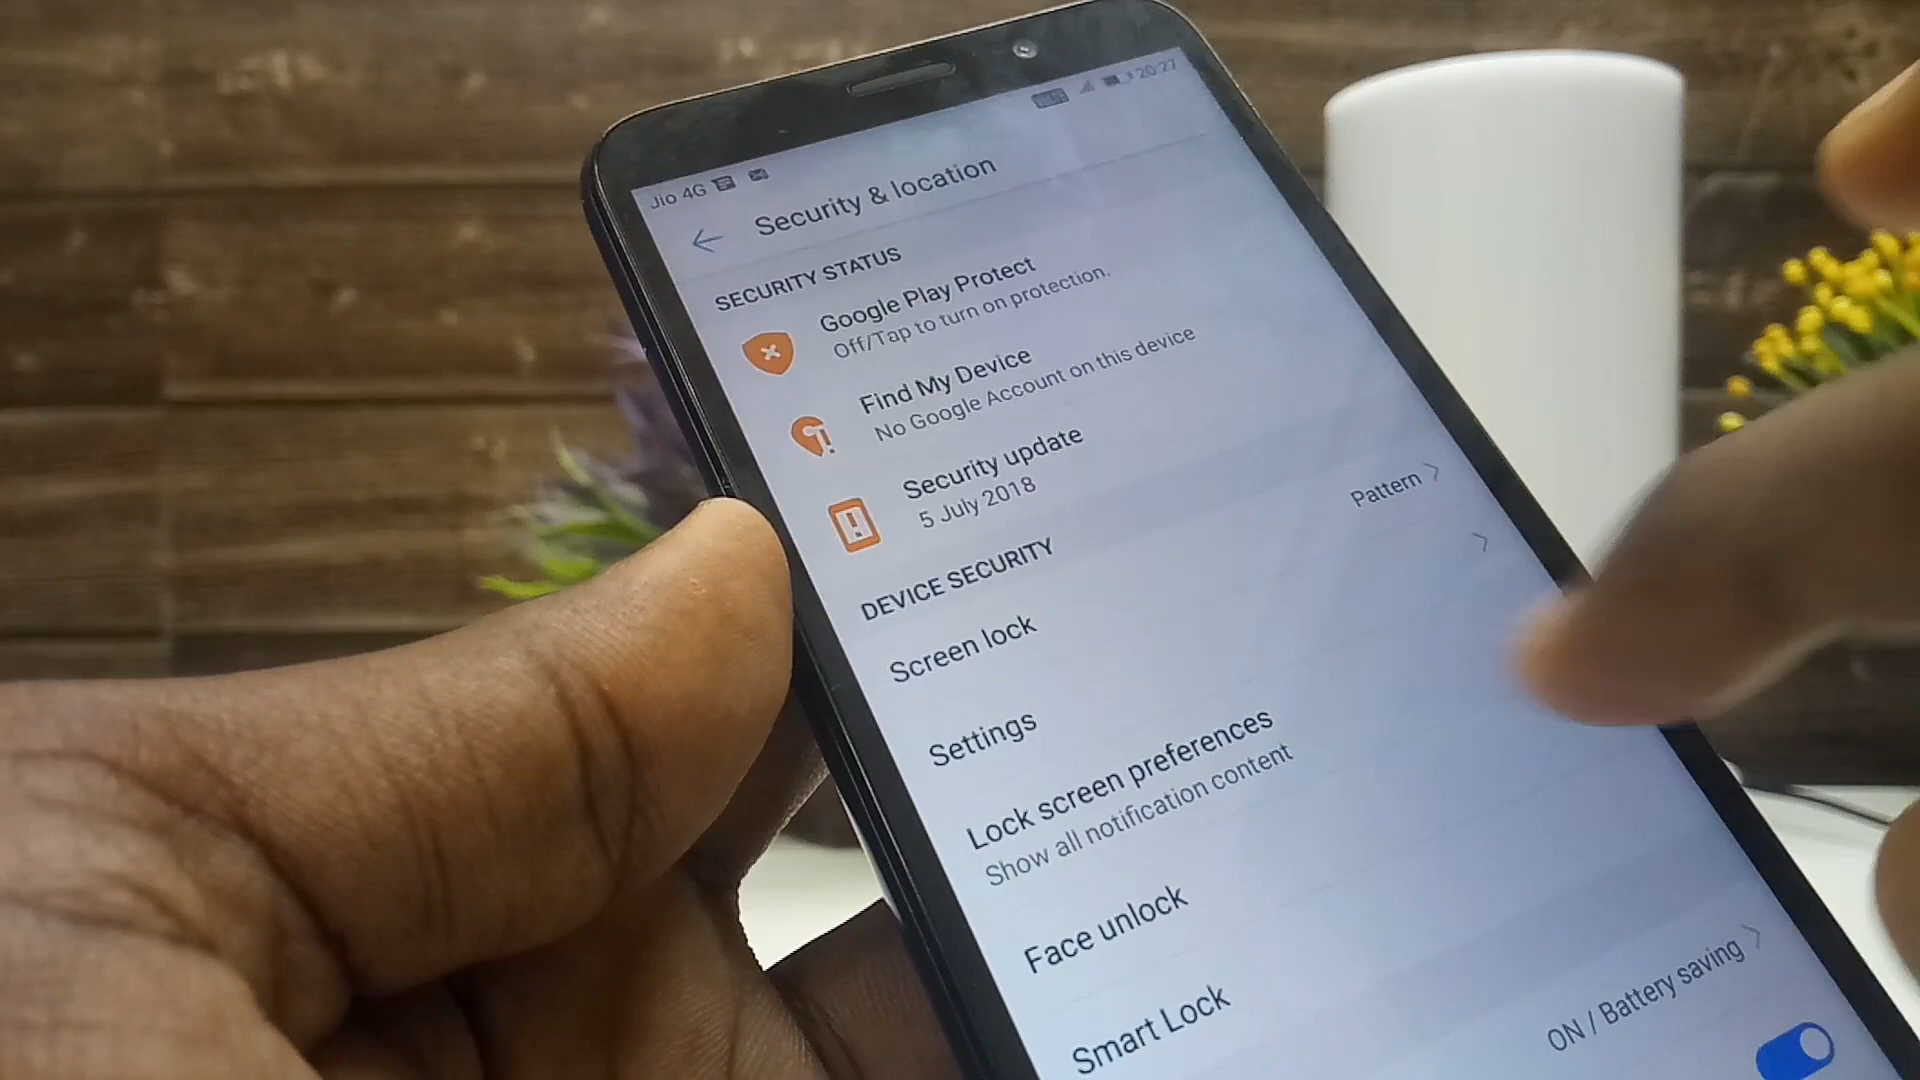 Jio 4G
20:27
Security & location
SECURITY STATUS
Google Play Protect
Off/Tap to turn on protection.
Find My Device
No Google Account on this device
Security update
5 July 2018
DEVICE SECURITY
Screen lock
Pattern
Settings
Lock screen preferences
Show all notification content
Face unlock
Smart Lock
ON / Battery saving